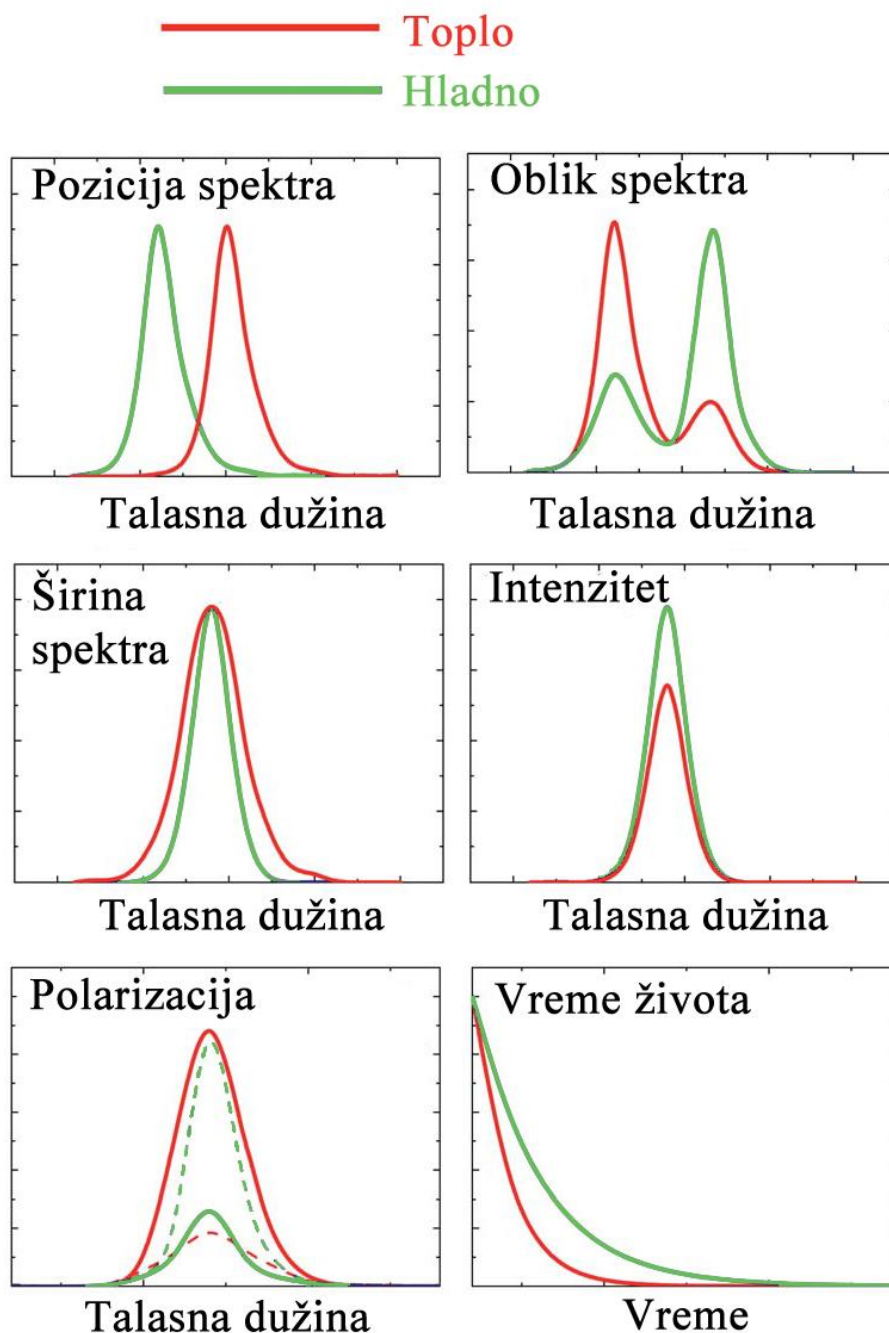 Toplo
Hladno
Pozicija spektra
Talasna dužina
Oblik spektra
Talasna dužina
Širina
spektra
Talasna dužina
Intenzitet
Talasna dužina
Polarizacija
Talasna dužina
Vreme života
Vreme